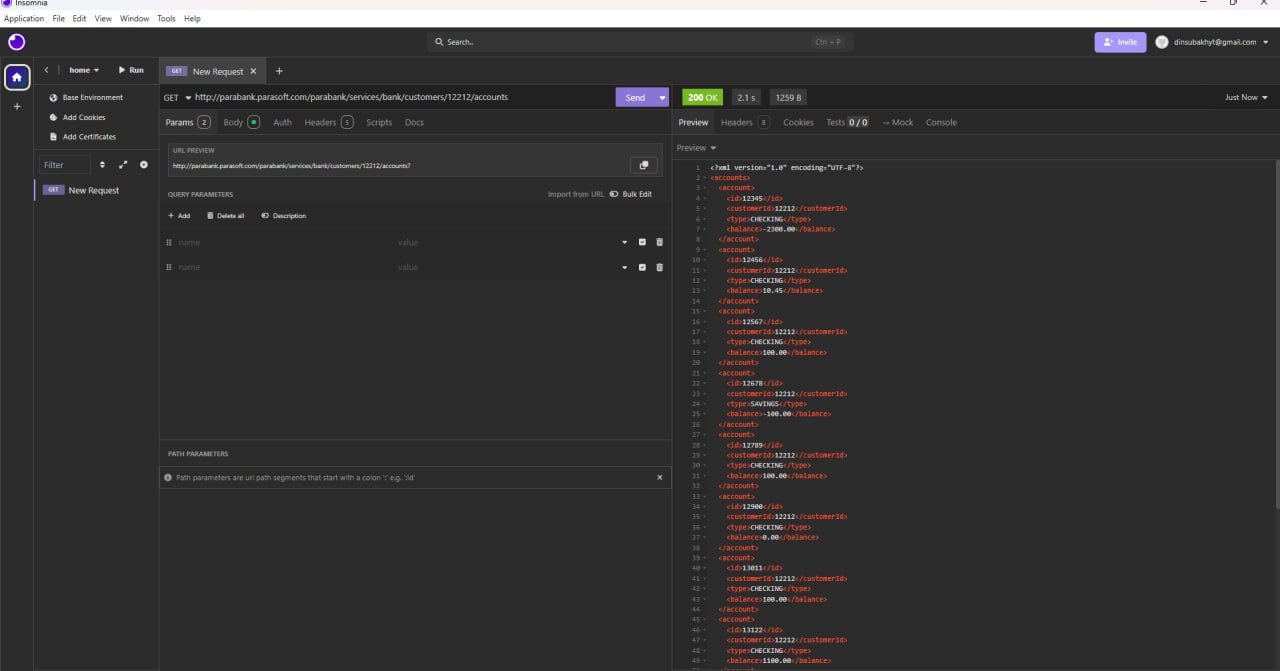 Insomnia
Application File Edit View Window Tools Help
Search.. Ctrl + P
Invite
dinsubakhyt@gmail.com
home Run
GET New Request
Base Environment
Add Cookies
Add Certificates
Filter
GET New Request
GET http://parabank.parasoft.com/parabank/services/bank/customers/12212/accounts
Send
Params 2 Body Auth Headers 5 Scripts Docs
URL PREVIEW
http://parabank.parasoft.com/parabank/services/bank/customers/12212/accounts?
QUERY PARAMETERS Import from URL Bulk Edit
+ Add Delete all Description
name value
name value
PATH PARAMETERS
Path parameters are url path segments that start with a colon ':' e.g. ':id'
200 OK 2.1 s 1259 B Just Now
Preview Headers 8 Cookies Tests 0 / 0 → Mock Console
Preview
1 <?xml version="1.0" encoding="UTF-8"?>
2 <accounts>
3 <account>
4 <id>12345</id>
5 <customerId>12212</customerId>
6 <type>CHECKING</type>
7 <balance>-2300.00</balance>
8 </account>
9 <account>
10 <id>12456</id>
11 <customerId>12212</customerId>
12 <type>CHECKING</type>
13 <balance>10.45</balance>
14 </account>
15 <account>
16 <id>12567</id>
17 <customerId>12212</customerId>
18 <type>CHECKING</type>
19 <balance>100.00</balance>
20 </account>
21 <account>
22 <id>12678</id>
23 <customerId>12212</customerId>
24 <type>SAVINGS</type>
25 <balance>-100.00</balance>
26 </account>
27 <account>
28 <id>12789</id>
29 <customerId>12212</customerId>
30 <type>CHECKING</type>
31 <balance>100.00</balance>
32 </account>
33 <account>
34 <id>12900</id>
35 <customerId>12212</customerId>
36 <type>CHECKING</type>
37 <balance>0.00</balance>
38 </account>
39 <account>
40 <id>13011</id>
41 <customerId>12212</customerId>
42 <type>CHECKING</type>
43 <balance>100.00</balance>
44 </account>
45 <account>
46 <id>13122</id>
47 <customerId>12212</customerId>
48 <type>CHECKING</type>
49 <balance>1100.00</balance>